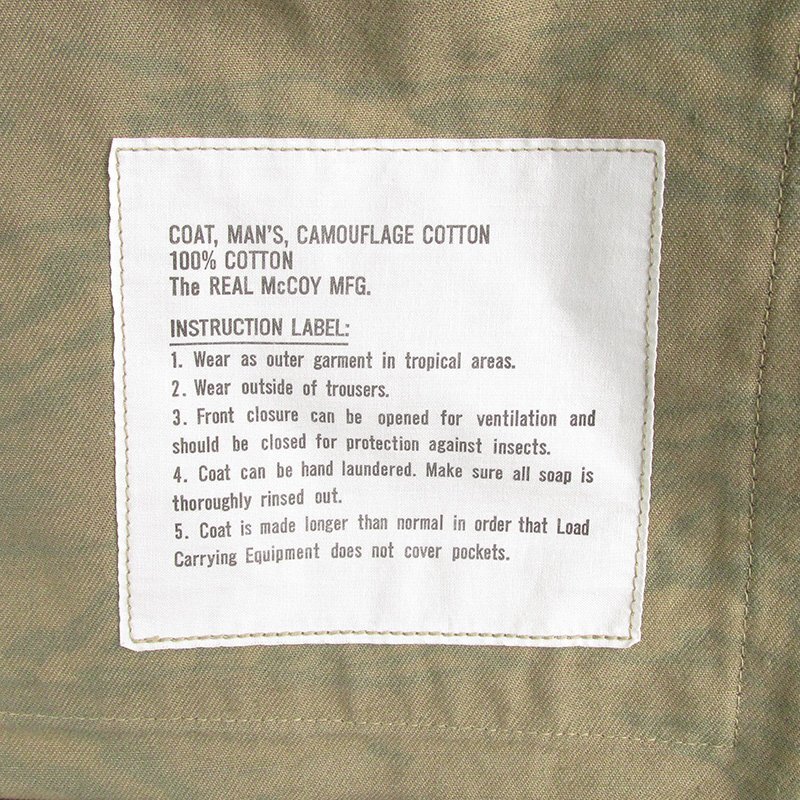 COAT, MAN'S, CAMOUFLAGE COTTON
100% COTTON
The REAL McCOY MFG.
INSTRUCTION LABEL:
1. Wear as outer garment in tropical areas.
2. Wear outside of trousers.
3. Front closure can be opened for ventilation and
should be closed for protection against insects.
4. Coat can be hand laundered. Make sure all soap is
thoroughly rinsed out.
5. Coat is made longer than normal in order that Load
Carrying Equipment does not cover pockets.